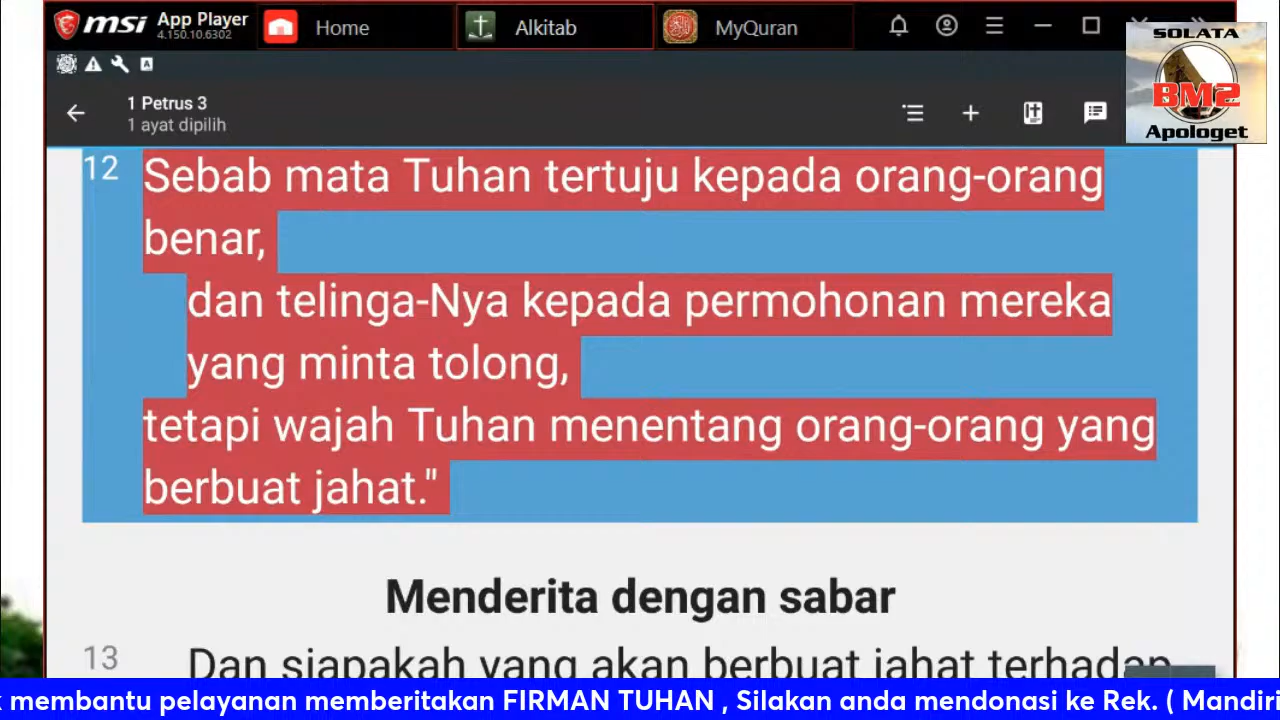 msi App Player
4.150.10.6302
Home
Alkitab
MyQuran
SOLATA
BM2
Apologet
1 Petrus 3
1 ayat dipilih
12 Sebab mata Tuhan tertuju kepada orang-orang
benar,
dan telinga-Nya kepada permohonan mereka
yang minta tolong,
tetapi wajah Tuhan menentang orang-orang yang
berbuat jahat."
Menderita dengan sabar
13 Dan siapakah yang akan berbuat jahat terhadap
membantu pelayanan memberitakan FIRMAN TUHAN , Silakan anda mendonasi ke Rek. ( Mandiri